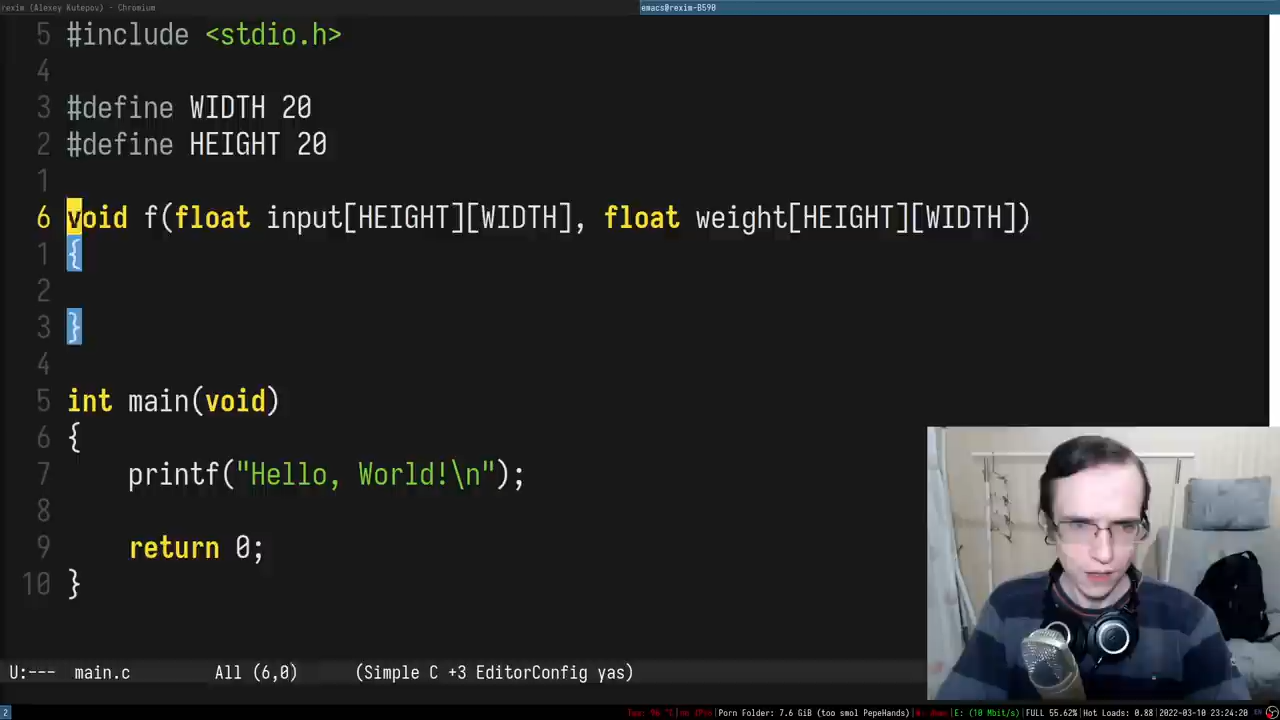 rexim (Alexey Kutepov) - Chromium
emacs@rexim-B590
5 #include <stdio.h>
4
3 #define WIDTH 20
2 #define HEIGHT 20
1
6 void f(float input[HEIGHT][WIDTH], float weight[HEIGHT][WIDTH])
1 {
2
3 }
4
5 int main(void)
6 {
7 printf("Hello, World!\n");
8
9 return 0;
10 }
U:--- main.c All (6,0) (Simple C +3 EditorConfig yas)
2 Porn Folder: 7.6 GiB (too smol PepeHands) E: (10 Mbit/s) FULL 55.62% Hot Loads: 0.88 2022-03-10 23:24:20